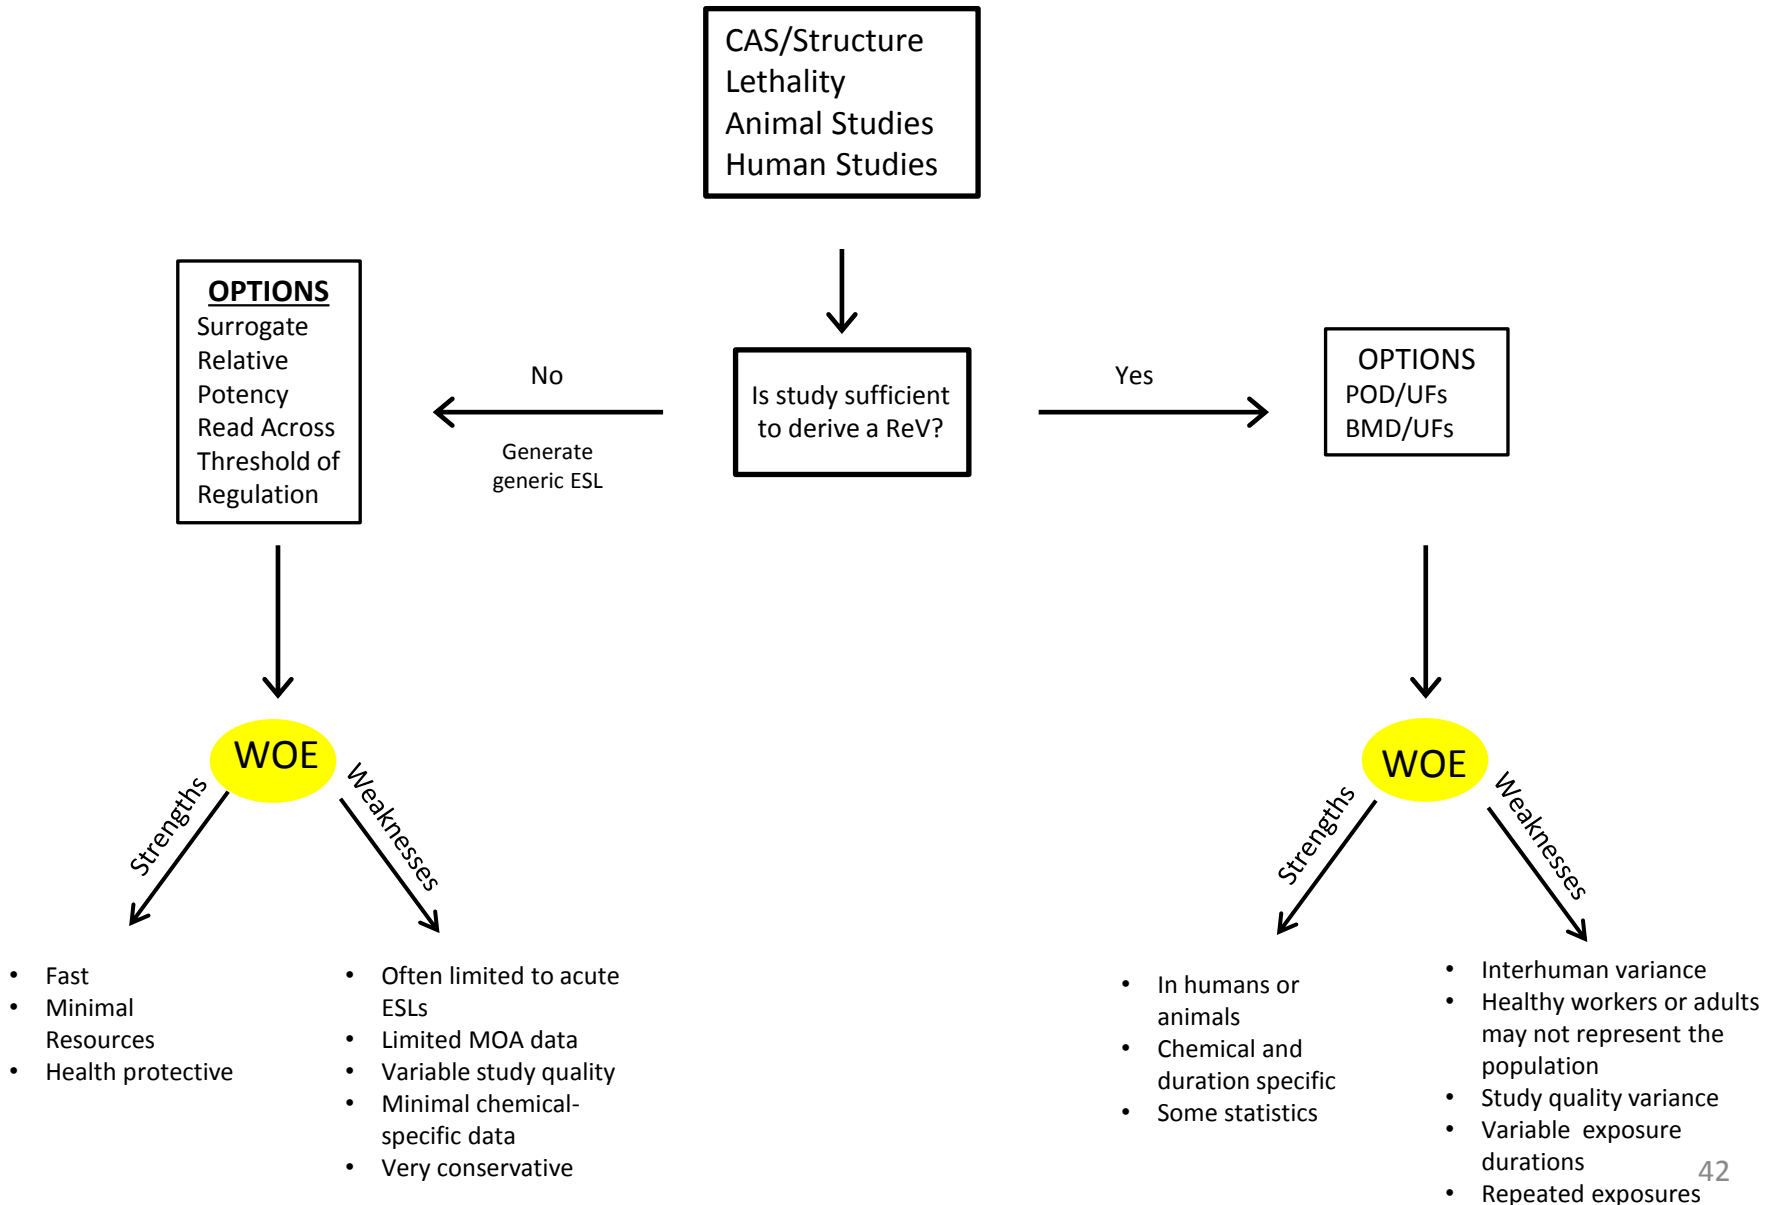 CAS/Structure
Lethality
Animal Studies
Human Studies
OPTIONS
Surrogate
Relative
Potency
Read Across
Threshold of
Regulation
No
Generate
generic ESL
Is study sufficient
to derive a ReV?
Yes
OPTIONS
POD/UFs
BMD/UFs
WOE
Strengths
Weaknesses
• Fast
• Minimal
Resources
• Health protective
• Often limited to acute
ESLs
• Limited MOA data
• Variable study quality
• Minimal chemical-
specific data
• Very conservative
WOE
Strengths
Weaknesses
• In humans or
animals
• Chemical and
duration specific
• Some statistics
• Interhuman variance
• Healthy workers or adults
may not represent the
population
• Study quality variance
• Variable exposure
durations
• Repeated exposures
42